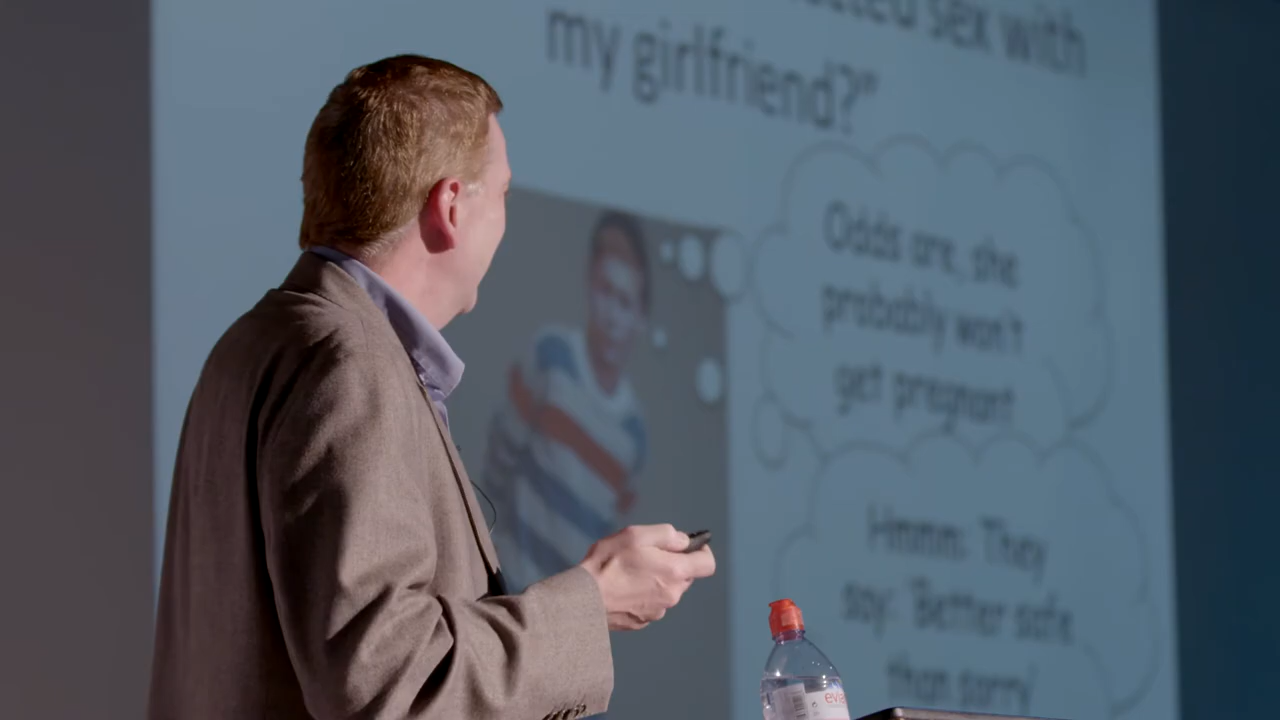 sex with
my girlfriend?"
Odds are, she
probably won't
get pregnant
Hmmm: They
say: 'Better safe
than sorry'